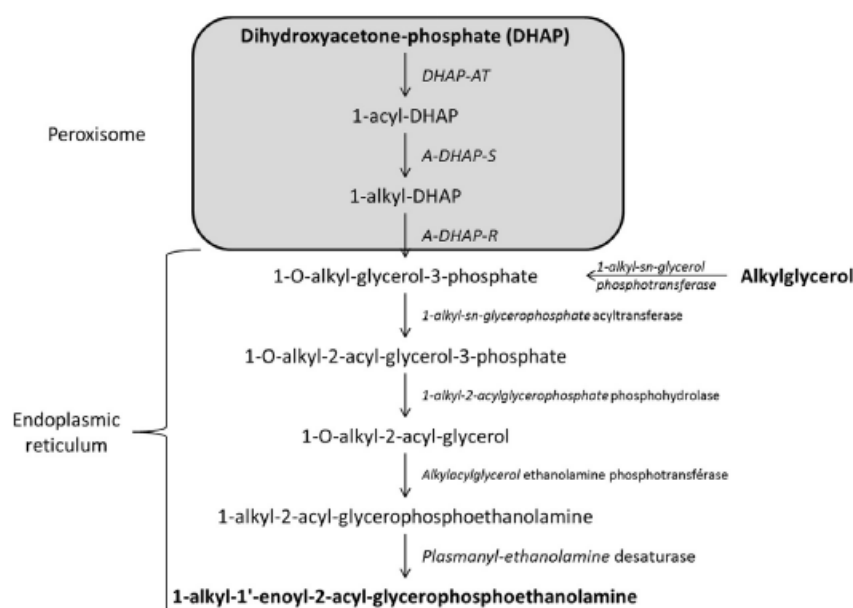 Dihydroxyacetone-phosphate (DHAP)
DHAP-AT
Peroxisome
1-acyl-DHAP
A-DHAP-S
1-alkyl-DHAP
A-DHAP-R
1-O-alkyl-glycerol-3-phosphate
1-alkyl-sn-glycerol
phosphotransferase
Alkylglycerol
1-alkyl-sn-glycerophosphate acyltransferase
1-O-alkyl-2-acyl-glycerol-3-phosphate
1-alkyl-2-acylglycerophosphate phosphohydrolase
Endoplasmic
reticulum
1-O-alkyl-2-acyl-glycerol
Alkylacylglycerol ethanolamine phosphotransférase
1-alkyl-2-acyl-glycerophosphoethanolamine
Plasmanyl-ethanolamine desaturase
1-alkyl-1'-enoyl-2-acyl-glycerophosphoethanolamine